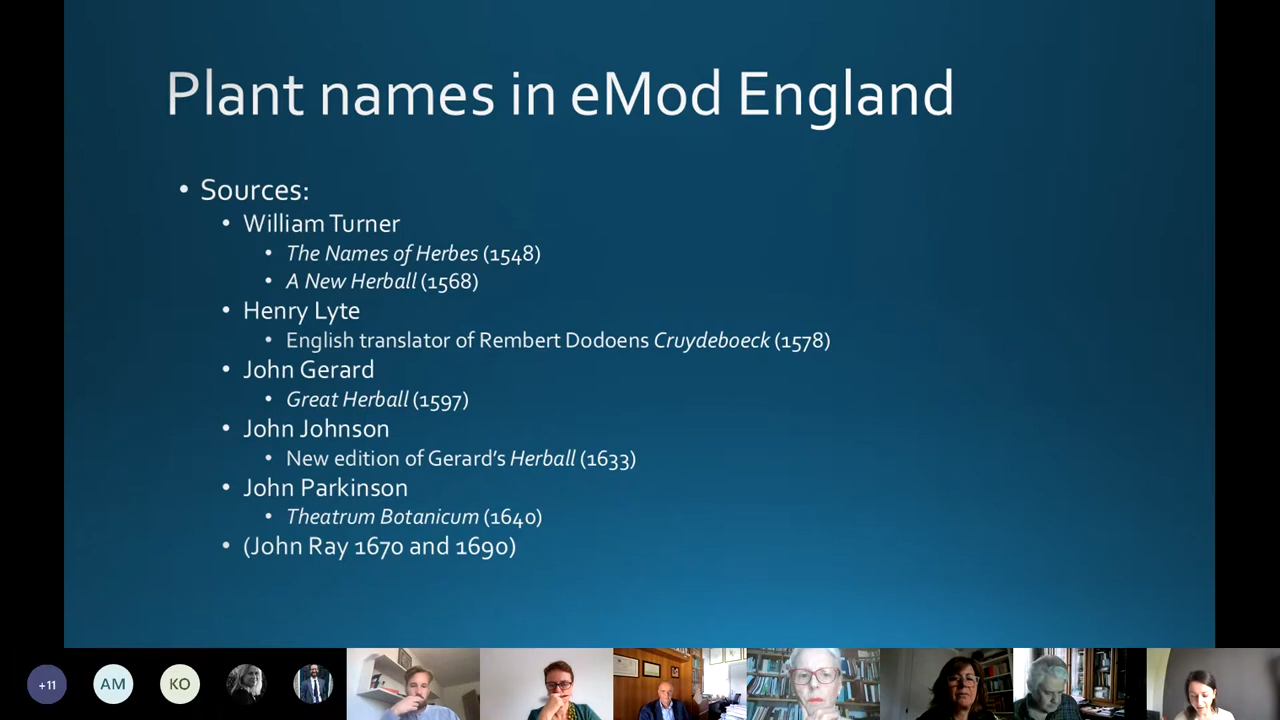 Plant names in eMod England
• Sources:
• William Turner
• The Names of Herbes (1548)
• A New Herball (1568)
• Henry Lyte
• English translator of Rembert Dodoens Cruydeboeck (1578)
• John Gerard
• Great Herball (1597)
• John Johnson
• New edition of Gerard's Herball (1633)
• John Parkinson
• Theatrum Botanicum (1640)
• (John Ray 1670 and 1690)
+11
AM
KO